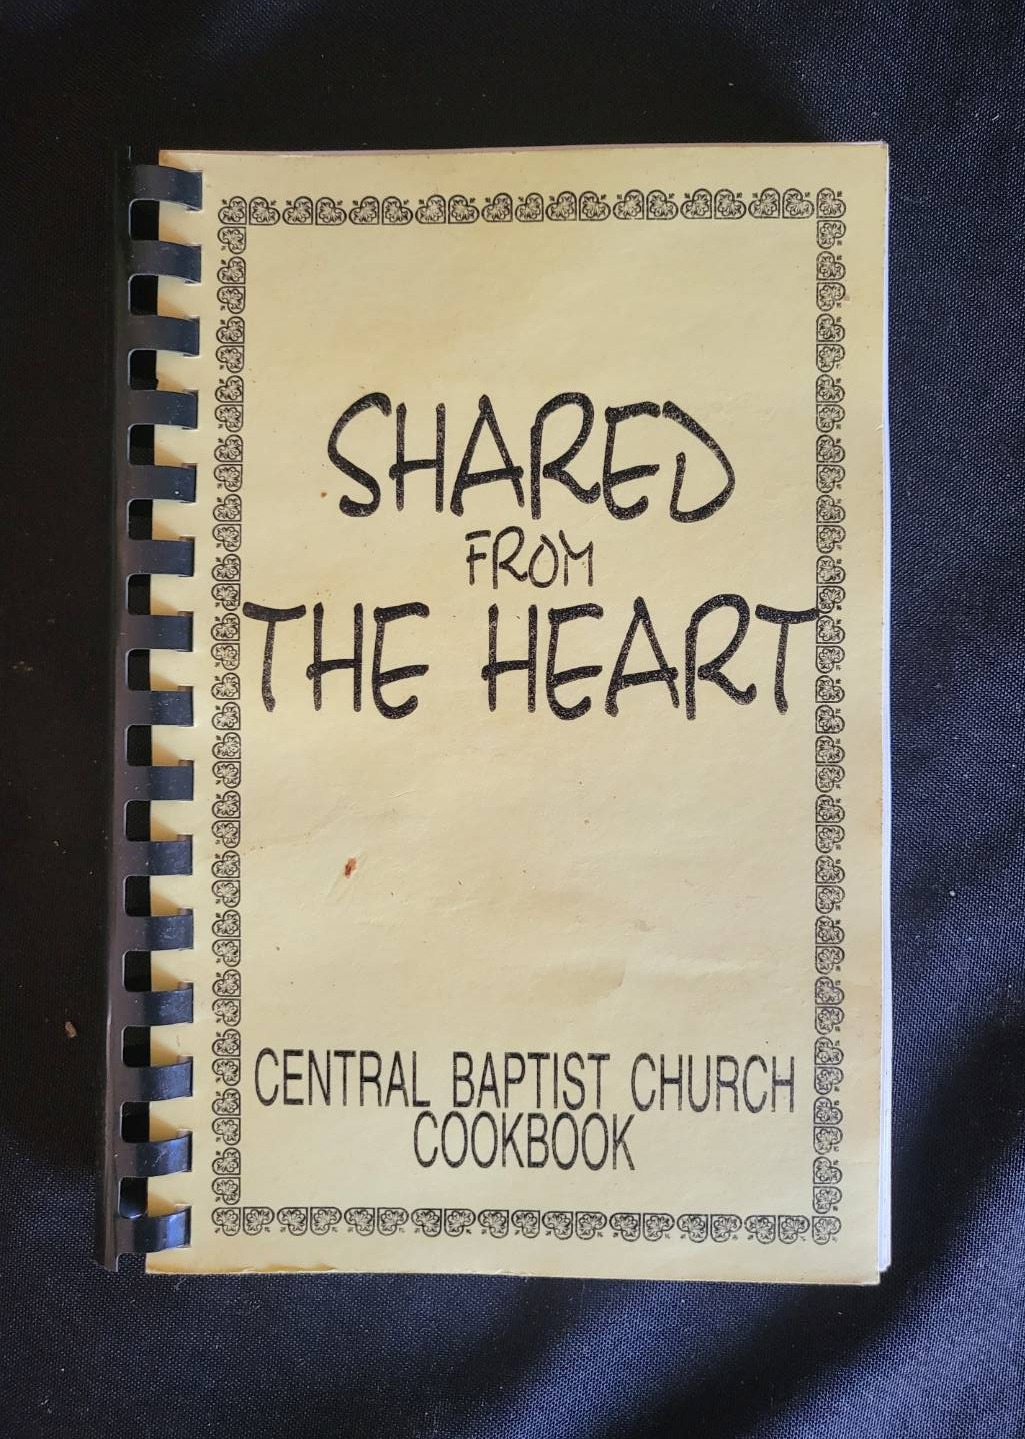 SHARED
FROM
THE HEART
CENTRAL BAPTIST CHURCH
COOKBOOK